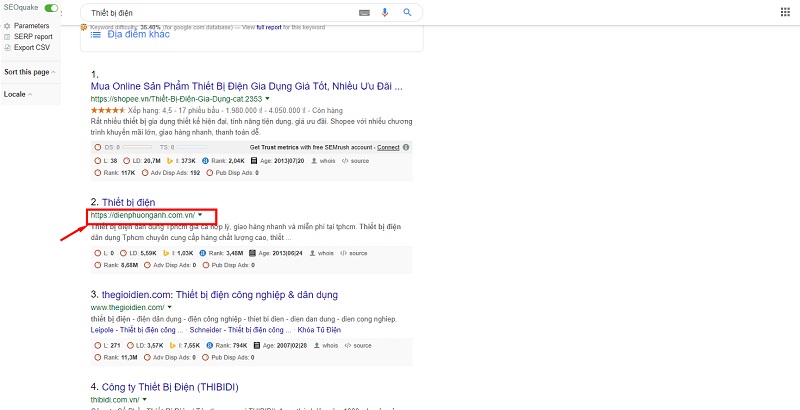 SEOquake
Parameters
SERP report
Export CSV
Sort this page
Locale
Thiết bị điện
Keyword difficulty: 35.40% (for google.com database) — View full report for this keyword
Địa điểm khác
1.
Mua Online Sản Phẩm Thiết Bị Điện Gia Dụng Giá Tốt, Nhiều Ưu Đãi ...
https://shopee.vn/Thiết-Bị-Điện-Gia-Dụng-cat.2353
Xếp hạng: 4,5 - 17 phiếu bầu - 1.980.000 ₫ - 4.050.000 ₫ - Còn hàng
Rất nhiều thiết bị gia dụng thiết kế hiện đại, tính năng tiện dụng, giá ưu đãi. Shopee với nhiều chương
trình khuyến mãi lớn, giao hàng nhanh, thanh toán dễ.
DS: 0 TS: 0 Get Trust metrics with free SEMrush account - Connect
L: 38 LD: 20,7M I: 373K Rank: 2,04K Age: 2013|07|20 whois source
Rank: 117K Adv Disp Ads: 192 Pub Disp Ads: 0
2. Thiết bị điện
https://dienphuonganh.com.vn/
Thiết bị điện dân dụng Tphcm giá cả hợp lý, giao hàng nhanh và miễn phí tại tphcm. Thiết bị điện
dân dụng Tphcm chuyên cung cấp hàng chất lượng cao, thiết ...
L: 0 LD: 5,59K I: 1,03K Rank: 3,48M Age: 2013|06|24 whois source
Rank: 8,68M Adv Disp Ads: 0 Pub Disp Ads: 0
3. thegioidien.com: Thiết bị điện công nghiệp & dân dụng
www.thegioidien.com/
thiết bị điện - điện dân dụng - điện công nghiệp - thiet bi dien - dien dan dung - dien cong nghiep.
Leipole - Thiết bị điện công ... · Schneider - Thiết bị điện công ... · Khóa Tủ Điện
L: 271 LD: 3,57K I: 7,55K Rank: 794K Age: 2007|02|28 whois source
Rank: 11,3M Adv Disp Ads: 0 Pub Disp Ads: 0
4. Công ty Thiết Bị Điện (THIBIDI)
thibidi.com.vn/